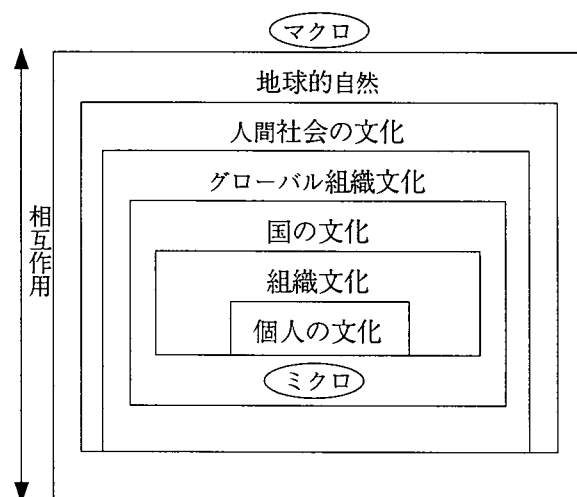 マクロ
地球的自然
人間社会の文化
グローバル組織文化
国の文化
組織文化
個人の文化
ミクロ
相互作用